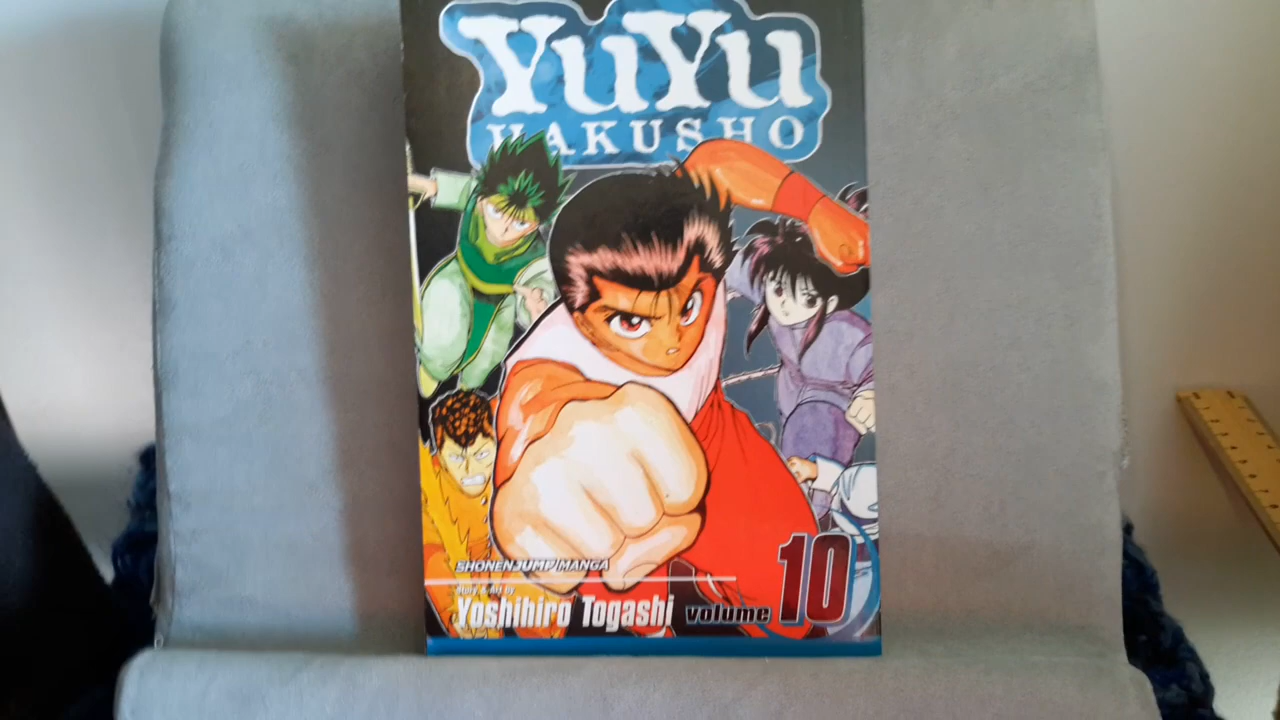 YuYu
HAKUSHO
SHONEN JUMP MANGA
Story & Art by
Yoshihiro Togashi
volume 10